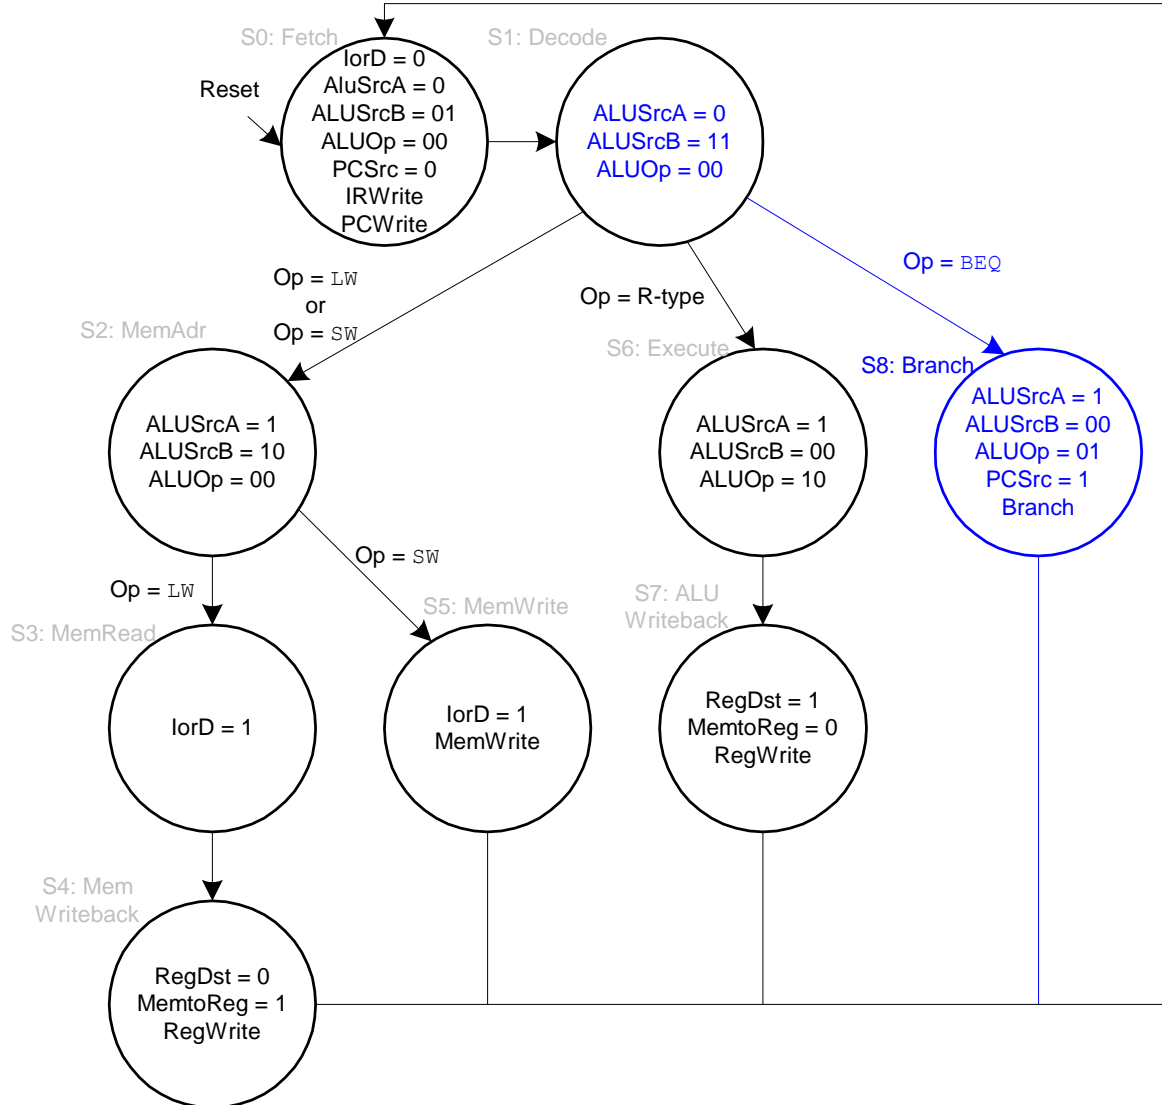 S0: Fetch
S1: Decode
Reset
IorD = 0
AluSrcA = 0
ALUSrcB = 01
ALUOp = 00
PCSrc = 0
IRWrite
PCWrite
ALUSrcA = 0
ALUSrcB = 11
ALUOp = 00
Op = LW
or
Op = SW
Op = R-type
Op = BEQ
S2: MemAdr
S6: Execute
S8: Branch
ALUSrcA = 1
ALUSrcB = 10
ALUOp = 00
ALUSrcA = 1
ALUSrcB = 00
ALUOp = 10
ALUSrcA = 1
ALUSrcB = 00
ALUOp = 01
PCSrc = 1
Branch
Op = LW
Op = SW
S3: MemRead
S5: MemWrite
S7: ALU
Writeback
IorD = 1
IorD = 1
MemWrite
RegDst = 1
MemtoReg = 0
RegWrite
S4: Mem
Writeback
RegDst = 0
MemtoReg = 1
RegWrite